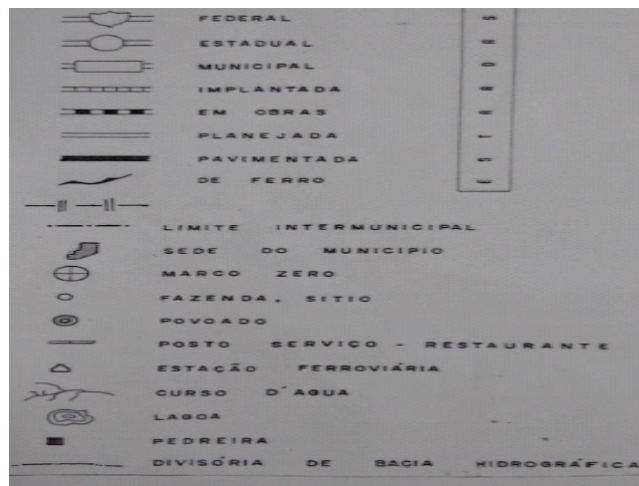 FEDERAL
ESTADUAL
MUNICIPAL
IMPLANTADA
EM OBRAS
PLANEJADA
PAVIMENTADA
DE FERRO
ESTRADAS
LIMITE INTERMUNICIPAL
SEDE DO MUNICIPIO
MARCO ZERO
FAZENDA, SITIO
POVOADO
POSTO SERVIÇO - RESTAURANTE
ESTAÇÃO FERROVIÁRIA
CURSO D'AGUA
LAGOA
PEDREIRA
DIVISÓRIA DE BACIA HIDROGRÁFICA